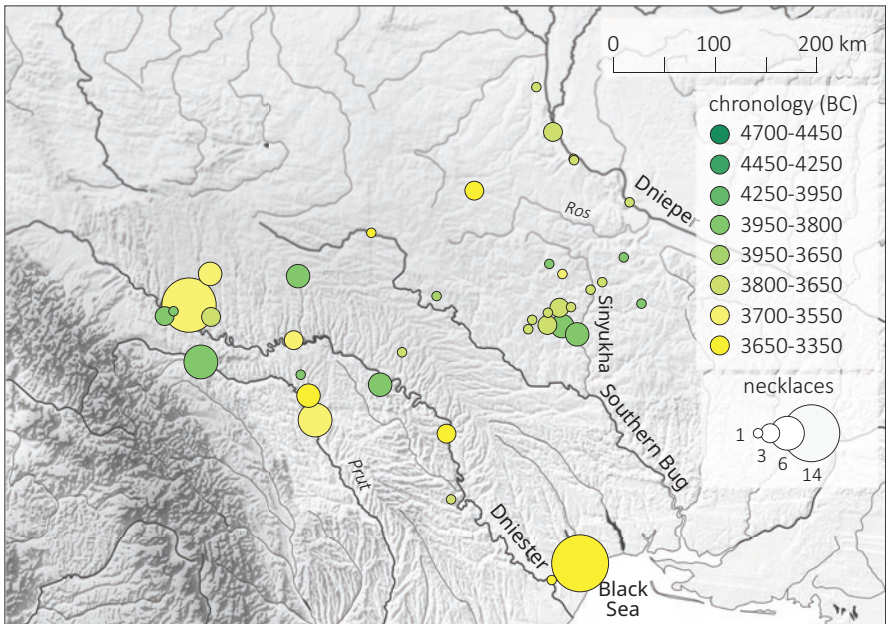 0 100 200 km
chronology (BC)
4700-4450
4450-4250
4250-3950
3950-3800
3950-3650
3800-3650
3700-3550
3650-3350
necklaces
1
3
6
14
Dnieper
Ros
Sinyukha
Southern Bug
Prut
Dniester
Black
Sea